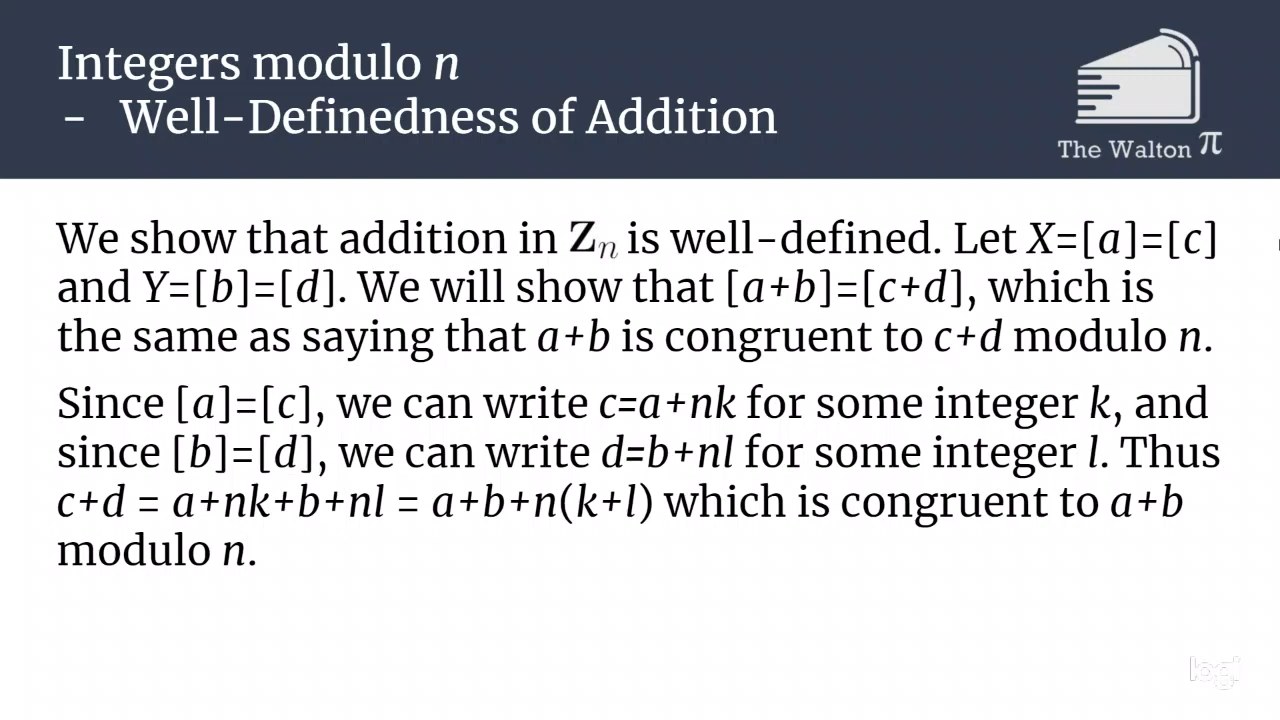 Integers modulo n
- Well-Definedness of Addition
The Walton π
We show that addition in Zₙ is well-defined. Let X=[a]=[c]
and Y=[b]=[d]. We will show that [a+b]=[c+d], which is
the same as saying that a+b is congruent to c+d modulo n.
Since [a]=[c], we can write c=a+nk for some integer k, and
since [b]=[d], we can write d=b+nl for some integer l. Thus
c+d = a+nk+b+nl = a+b+n(k+l) which is congruent to a+b
modulo n.
logi